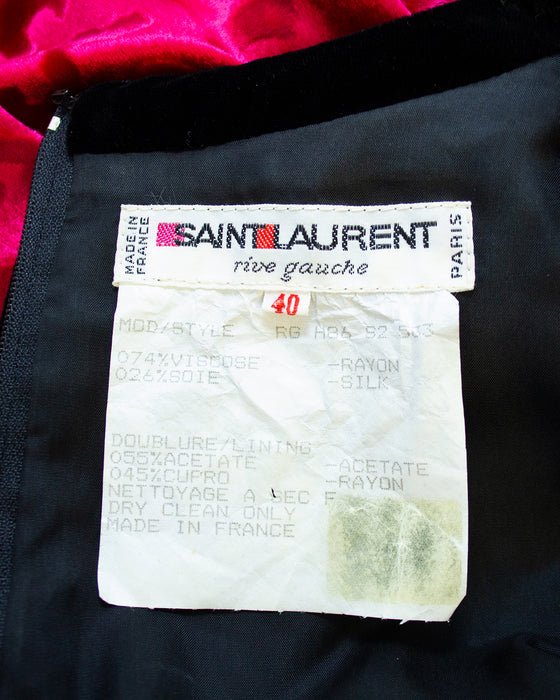 MADE IN FRANCE
SAINT LAURENT
PARIS
rive gauche
40
MOD/STYLE RG H86 92 533
074%VISCOSE -RAYON
026%SOIE -SILK
DOUBLURE/LINING
055%ACETATE -ACETATE
045%CUPRO -RAYON
NETTOYAGE A SEC F
DRY CLEAN ONLY
MADE IN FRANCE